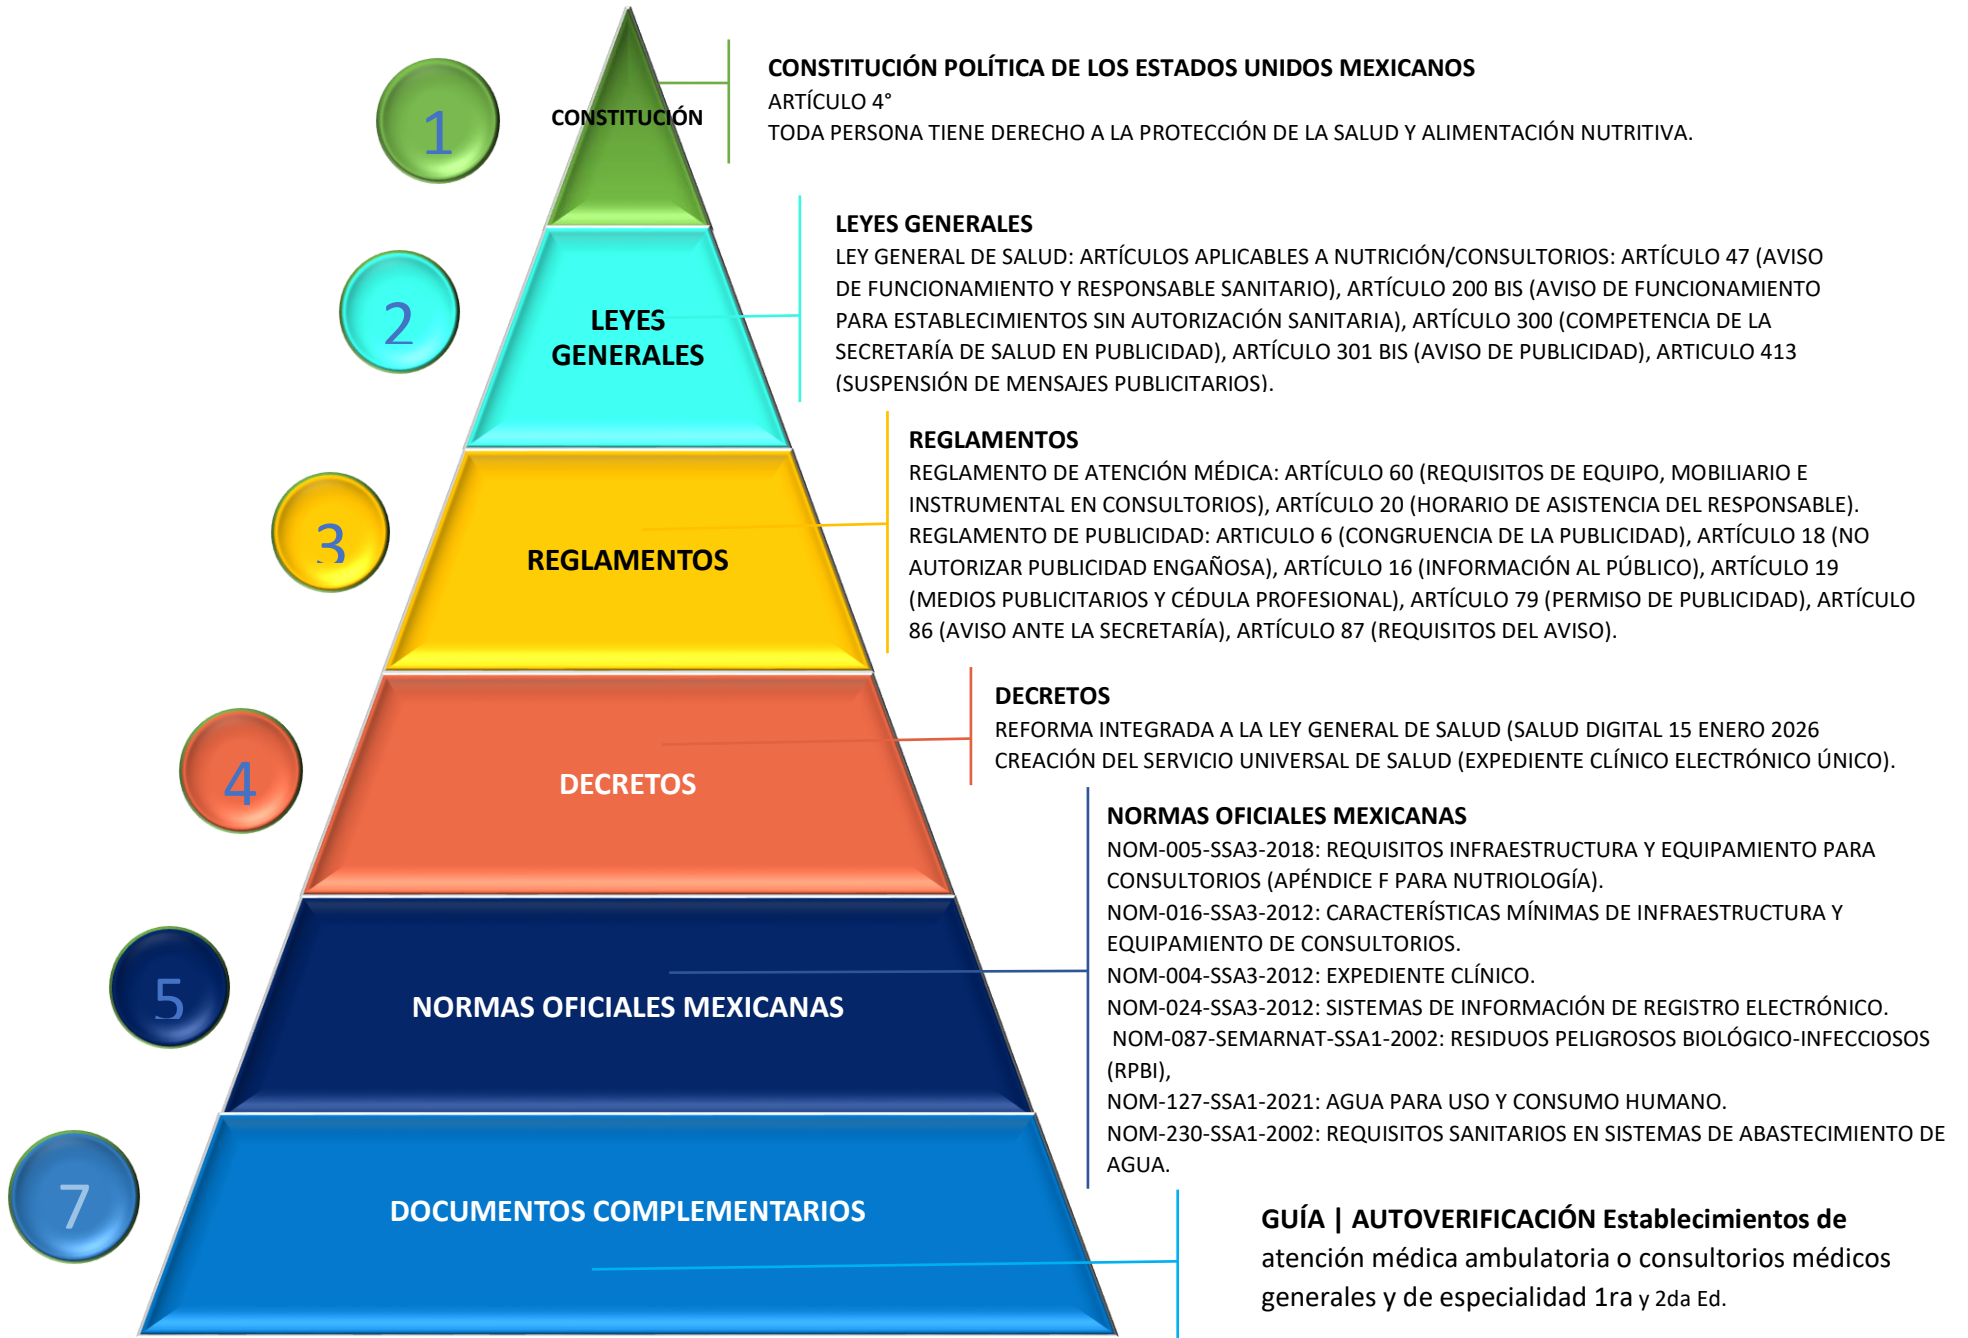 1
CONSTITUCIÓN
CONSTITUCIÓN POLÍTICA DE LOS ESTADOS UNIDOS MEXICANOS
ARTÍCULO 4°
TODA PERSONA TIENE DERECHO A LA PROTECCIÓN DE LA SALUD Y ALIMENTACIÓN NUTRITIVA.
2
LEYES
GENERALES
LEYES GENERALES
LEY GENERAL DE SALUD: ARTÍCULOS APLICABLES A NUTRICIÓN/CONSULTORIOS: ARTÍCULO 47 (AVISO
DE FUNCIONAMIENTO Y RESPONSABLE SANITARIO), ARTÍCULO 200 BIS (AVISO DE FUNCIONAMIENTO
PARA ESTABLECIMIENTOS SIN AUTORIZACIÓN SANITARIA), ARTÍCULO 300 (COMPETENCIA DE LA
SECRETARÍA DE SALUD EN PUBLICIDAD), ARTÍCULO 301 BIS (AVISO DE PUBLICIDAD), ARTICULO 413
(SUSPENSIÓN DE MENSAJES PUBLICITARIOS).
3
REGLAMENTOS
REGLAMENTOS
REGLAMENTO DE ATENCIÓN MÉDICA: ARTÍCULO 60 (REQUISITOS DE EQUIPO, MOBILIARIO E
INSTRUMENTAL EN CONSULTORIOS), ARTÍCULO 20 (HORARIO DE ASISTENCIA DEL RESPONSABLE).
REGLAMENTO DE PUBLICIDAD: ARTICULO 6 (CONGRUENCIA DE LA PUBLICIDAD), ARTÍCULO 18 (NO
AUTORIZAR PUBLICIDAD ENGAÑOSA), ARTÍCULO 16 (INFORMACIÓN AL PÚBLICO), ARTÍCULO 19
(MEDIOS PUBLICITARIOS Y CÉDULA PROFESIONAL), ARTÍCULO 79 (PERMISO DE PUBLICIDAD), ARTÍCULO
86 (AVISO ANTE LA SECRETARÍA), ARTÍCULO 87 (REQUISITOS DEL AVISO).
4
DECRETOS
DECRETOS
REFORMA INTEGRADA A LA LEY GENERAL DE SALUD (SALUD DIGITAL 15 ENERO 2026
CREACIÓN DEL SERVICIO UNIVERSAL DE SALUD (EXPEDIENTE CLÍNICO ELECTRÓNICO ÚNICO).
5
NORMAS OFICIALES MEXICANAS
NORMAS OFICIALES MEXICANAS
NOM-005-SSA3-2018: REQUISITOS INFRAESTRUCTURA Y EQUIPAMIENTO PARA
CONSULTORIOS (APÉNDICE F PARA NUTRIOLOGÍA).
NOM-016-SSA3-2012: CARACTERÍSTICAS MÍNIMAS DE INFRAESTRUCTURA Y
EQUIPAMIENTO DE CONSULTORIOS.
NOM-004-SSA3-2012: EXPEDIENTE CLÍNICO.
NOM-024-SSA3-2012: SISTEMAS DE INFORMACIÓN DE REGISTRO ELECTRÓNICO.
NOM-087-SEMARNAT-SSA1-2002: RESIDUOS PELIGROSOS BIOLÓGICO-INFECCIOSOS
(RPBI),
NOM-127-SSA1-2021: AGUA PARA USO Y CONSUMO HUMANO.
NOM-230-SSA1-2002: REQUISITOS SANITARIOS EN SISTEMAS DE ABASTECIMIENTO DE
AGUA.
7
DOCUMENTOS COMPLEMENTARIOS
GUÍA | AUTOVERIFICACIÓN Establecimientos de
atención médica ambulatoria o consultorios médicos
generales y de especialidad 1ra y 2da Ed.